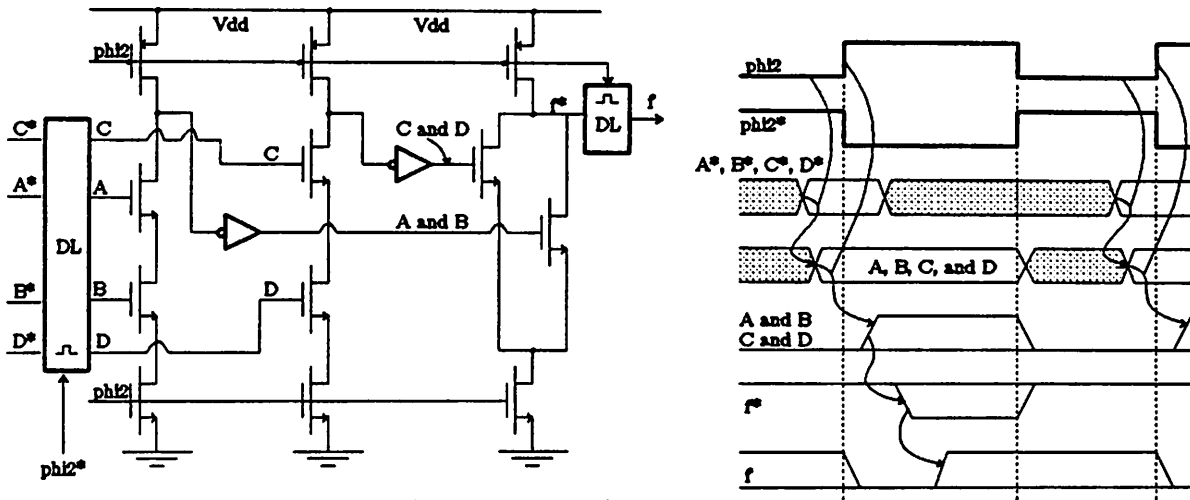 Vdd
Vdd
phi2
C*
C
C
C and D
f*
DL
f
A*
A
A and B
DL
B*
B
D
D*
D
phi2
phi2*
phi2
phi2*
A*, B*, C*, D*
A, B, C, and D
A and B
C and D
f*
f